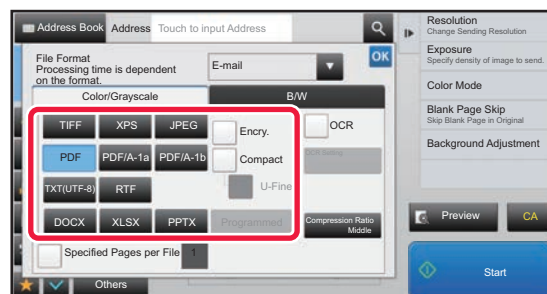 Address Book
Address
Touch to input Address
Resolution
Change Sending Resolution
File Format
Processing time is dependent
on the format.
E-mail
OK
Exposure
Specify density of image to send.
Color/Grayscale
B/W
Color Mode
TIFF
XPS
JPEG
Encry.
OCR
Blank Page Skip
Skip Blank Page in Original
PDF
PDF/A-1a
PDF/A-1b
Compact
OCR Setting
Background Adjustment
TXT(UTF-8)
RTF
U-Fine
DOCX
XLSX
PPTX
Programmed
Compression Ratio
Middle
Preview
CA
Specified Pages per File
1
Others
Start